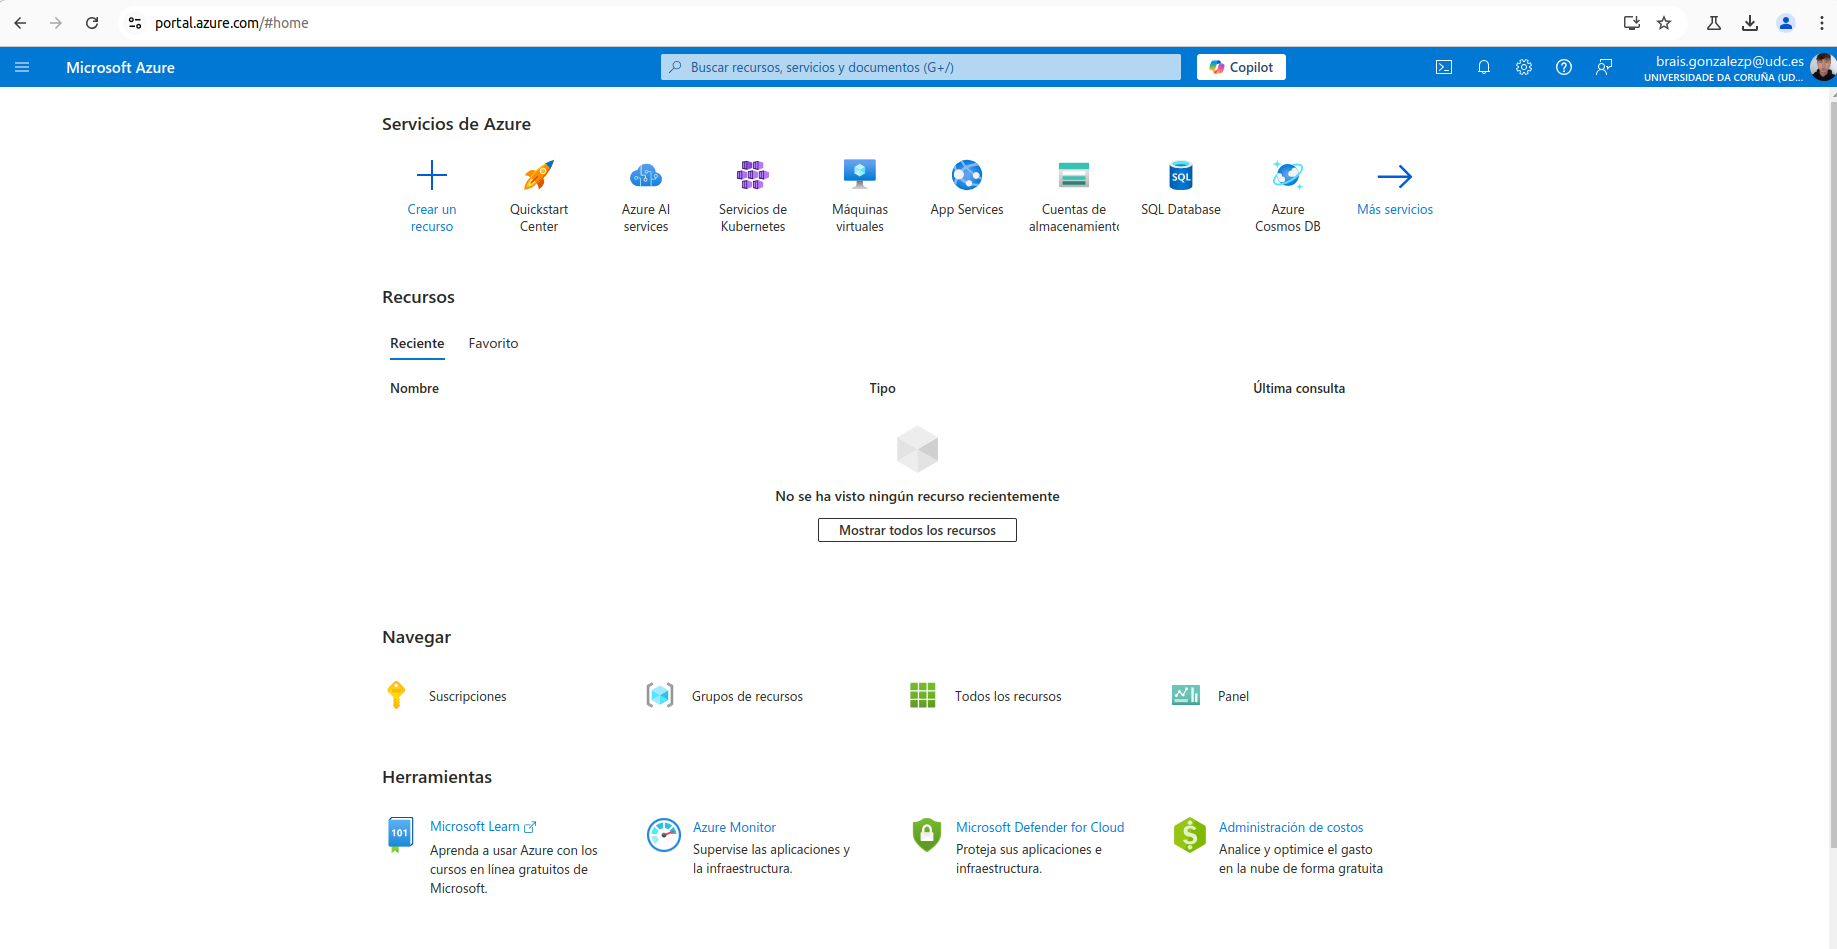 portal.azure.com/#home
Microsoft Azure
Buscar recursos, servicios y documentos (G+/)
Copilot
brais.gonzalezp@udc.es
UNIVERSIDADE DA CORUÑA (UD...
Servicios de Azure
Crear un
recurso
Quickstart
Center
Azure AI
services
Servicios de
Kubernetes
Máquinas
virtuales
App Services
Cuentas de
almacenamiento
SQL
SQL Database
Azure
Cosmos DB
Más servicios
Recursos
Reciente
Favorito
Nombre
Tipo
Última consulta
No se ha visto ningún recurso recientemente
Mostrar todos los recursos
Navegar
Suscripciones
Grupos de recursos
Todos los recursos
Panel
Herramientas
101
Microsoft Learn
Aprenda a usar Azure con los
cursos en línea gratuitos de
Microsoft.
Azure Monitor
Supervise las aplicaciones y
la infraestructura.
Microsoft Defender for Cloud
Proteja sus aplicaciones e
infraestructura.
$
Administración de costos
Analice y optimice el gasto
en la nube de forma gratuita